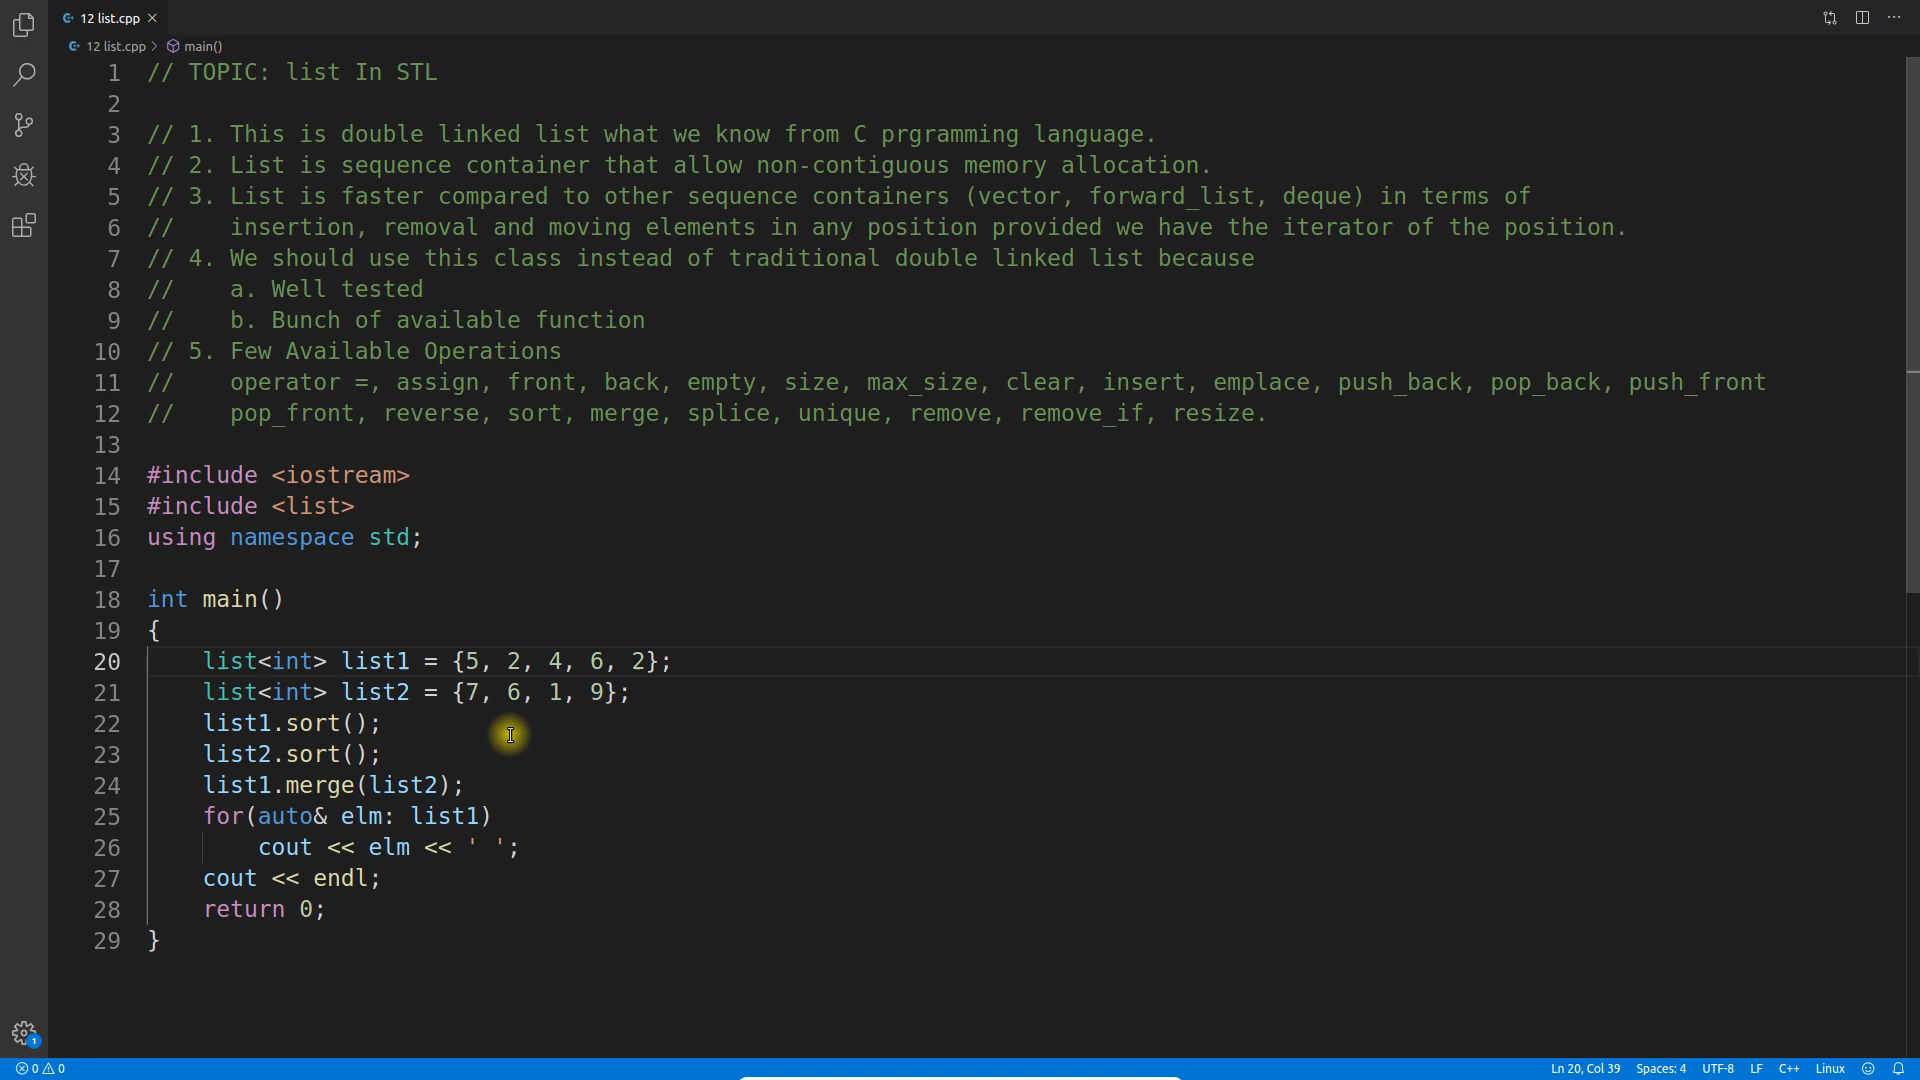 12 list.cpp
12 list.cpp > main()
1 // TOPIC: list In STL
2
3 // 1. This is double linked list what we know from C prgramming language.
4 // 2. List is sequence container that allow non-contiguous memory allocation.
5 // 3. List is faster compared to other sequence containers (vector, forward_list, deque) in terms of
6 //    insertion, removal and moving elements in any position provided we have the iterator of the position.
7 // 4. We should use this class instead of traditional double linked list because
8 //    a. Well tested
9 //    b. Bunch of available function
10 // 5. Few Available Operations
11 //    operator =, assign, front, back, empty, size, max_size, clear, insert, emplace, push_back, pop_back, push_front
12 //    pop_front, reverse, sort, merge, splice, unique, remove, remove_if, resize.
13
14 #include <iostream>
15 #include <list>
16 using namespace std;
17
18 int main()
19 {
20     list<int> list1 = {5, 2, 4, 6, 2};
21     list<int> list2 = {7, 6, 1, 9};
22     list1.sort();
23     list2.sort();
24     list1.merge(list2);
25     for(auto& elm: list1)
26         cout << elm << ' ';
27     cout << endl;
28     return 0;
29 }
1
0 0 Ln 20, Col 39 Spaces: 4 UTF-8 LF C++ Linux